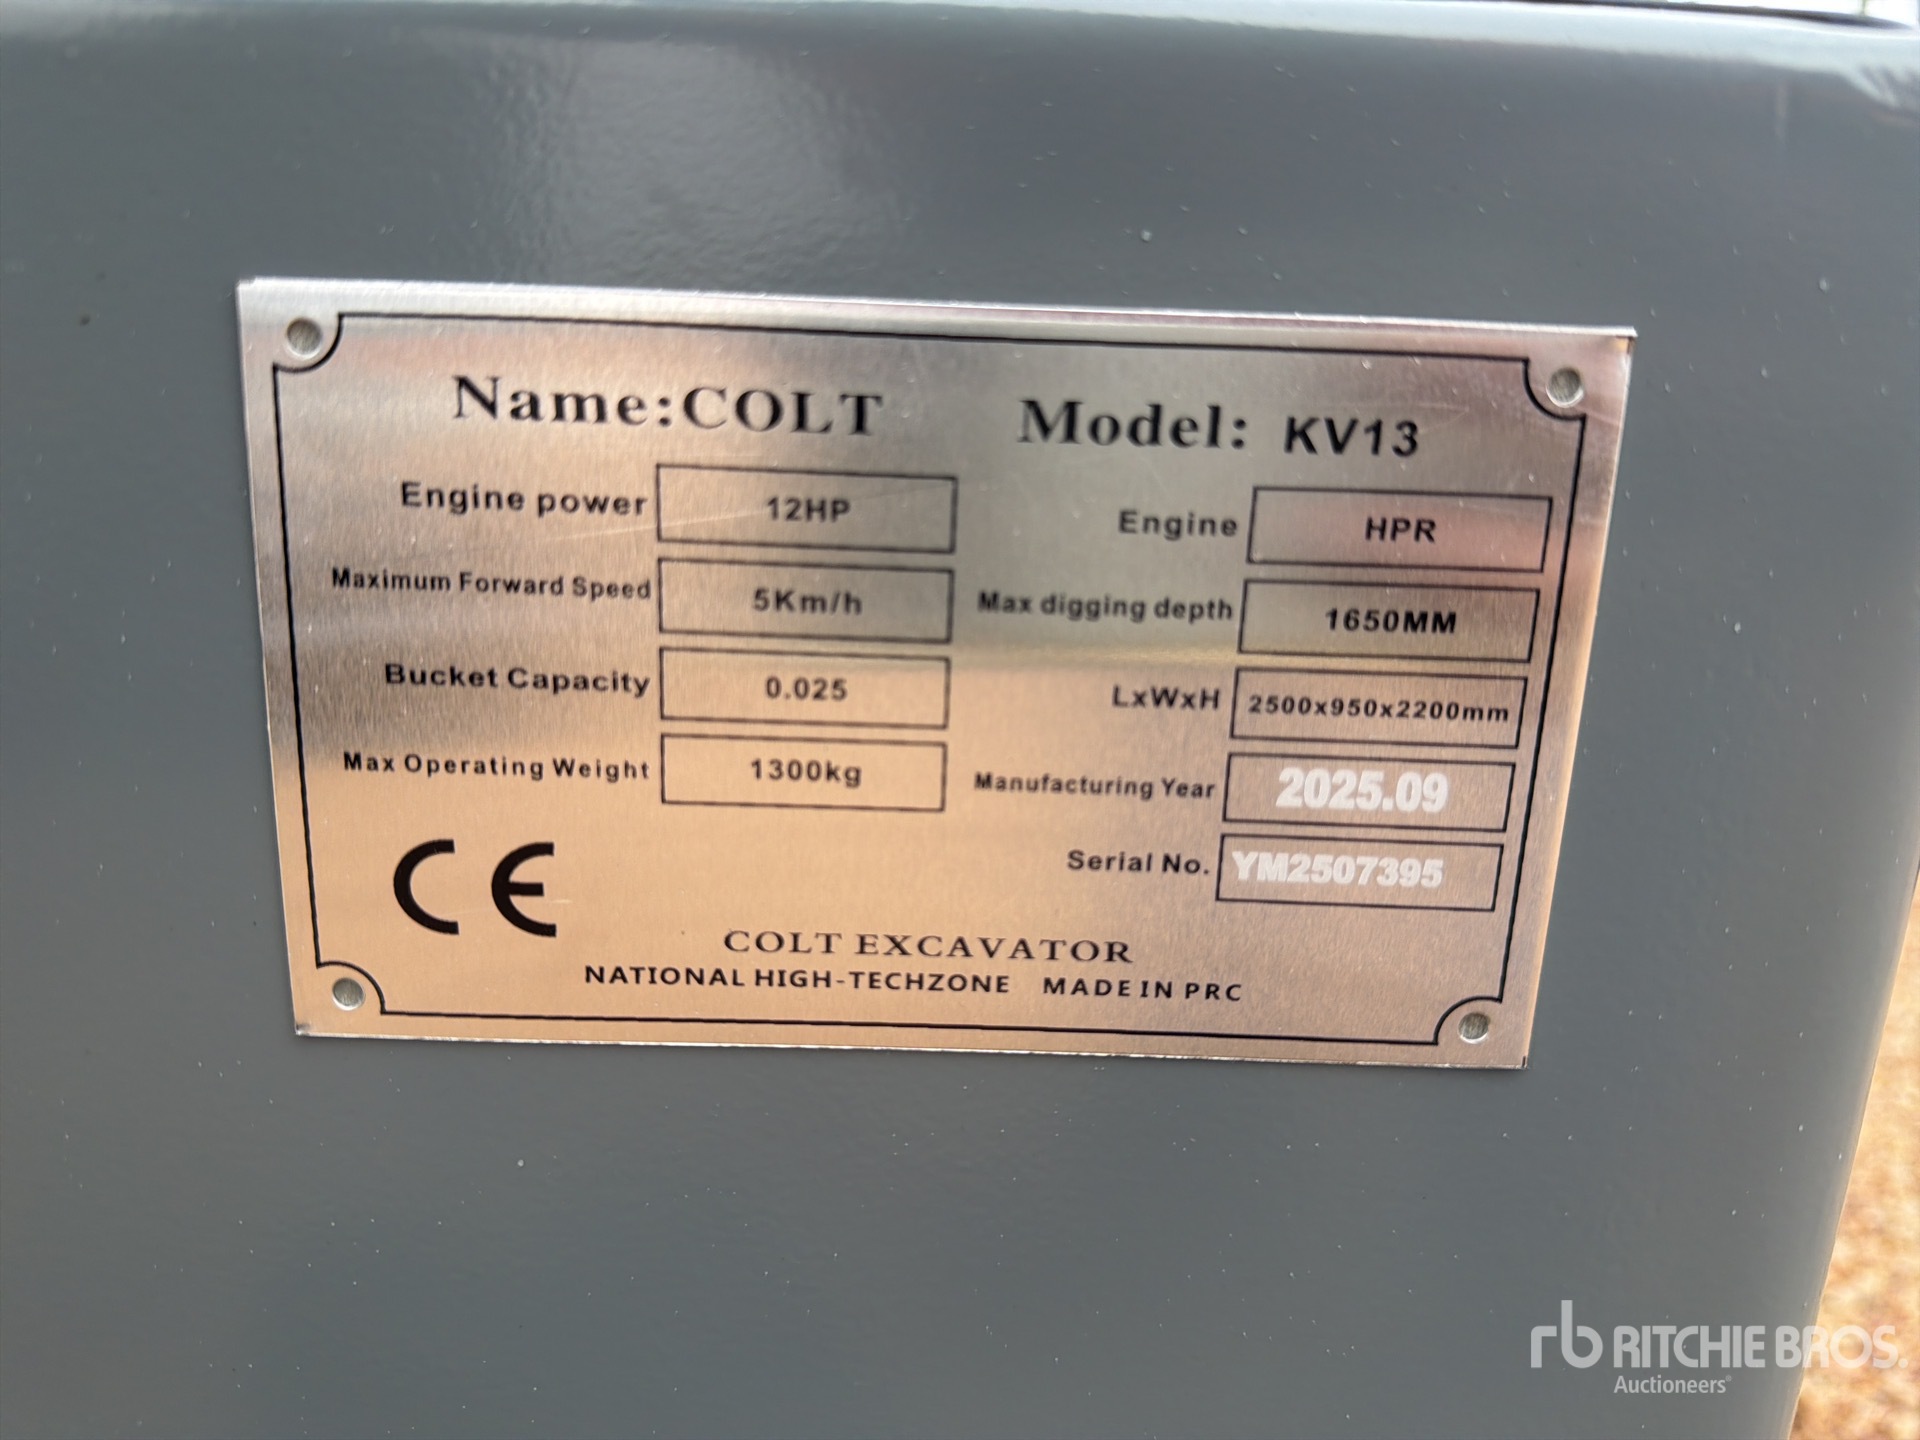 Name:COLT Model: KV13
Engine power 12HP Engine HPR
Maximum Forward Speed 5Km/h Max digging depth 1650MM
Bucket Capacity 0.025 LxWxH 2500x950x2200mm
Max Operating Weight 1300kg Manufacturing Year 2025.09
Serial No. YM2507395
CE
COLT EXCAVATOR
NATIONAL HIGH-TECHZONE MADE IN PRC
rb RITCHIE BROS.
Auctioneers